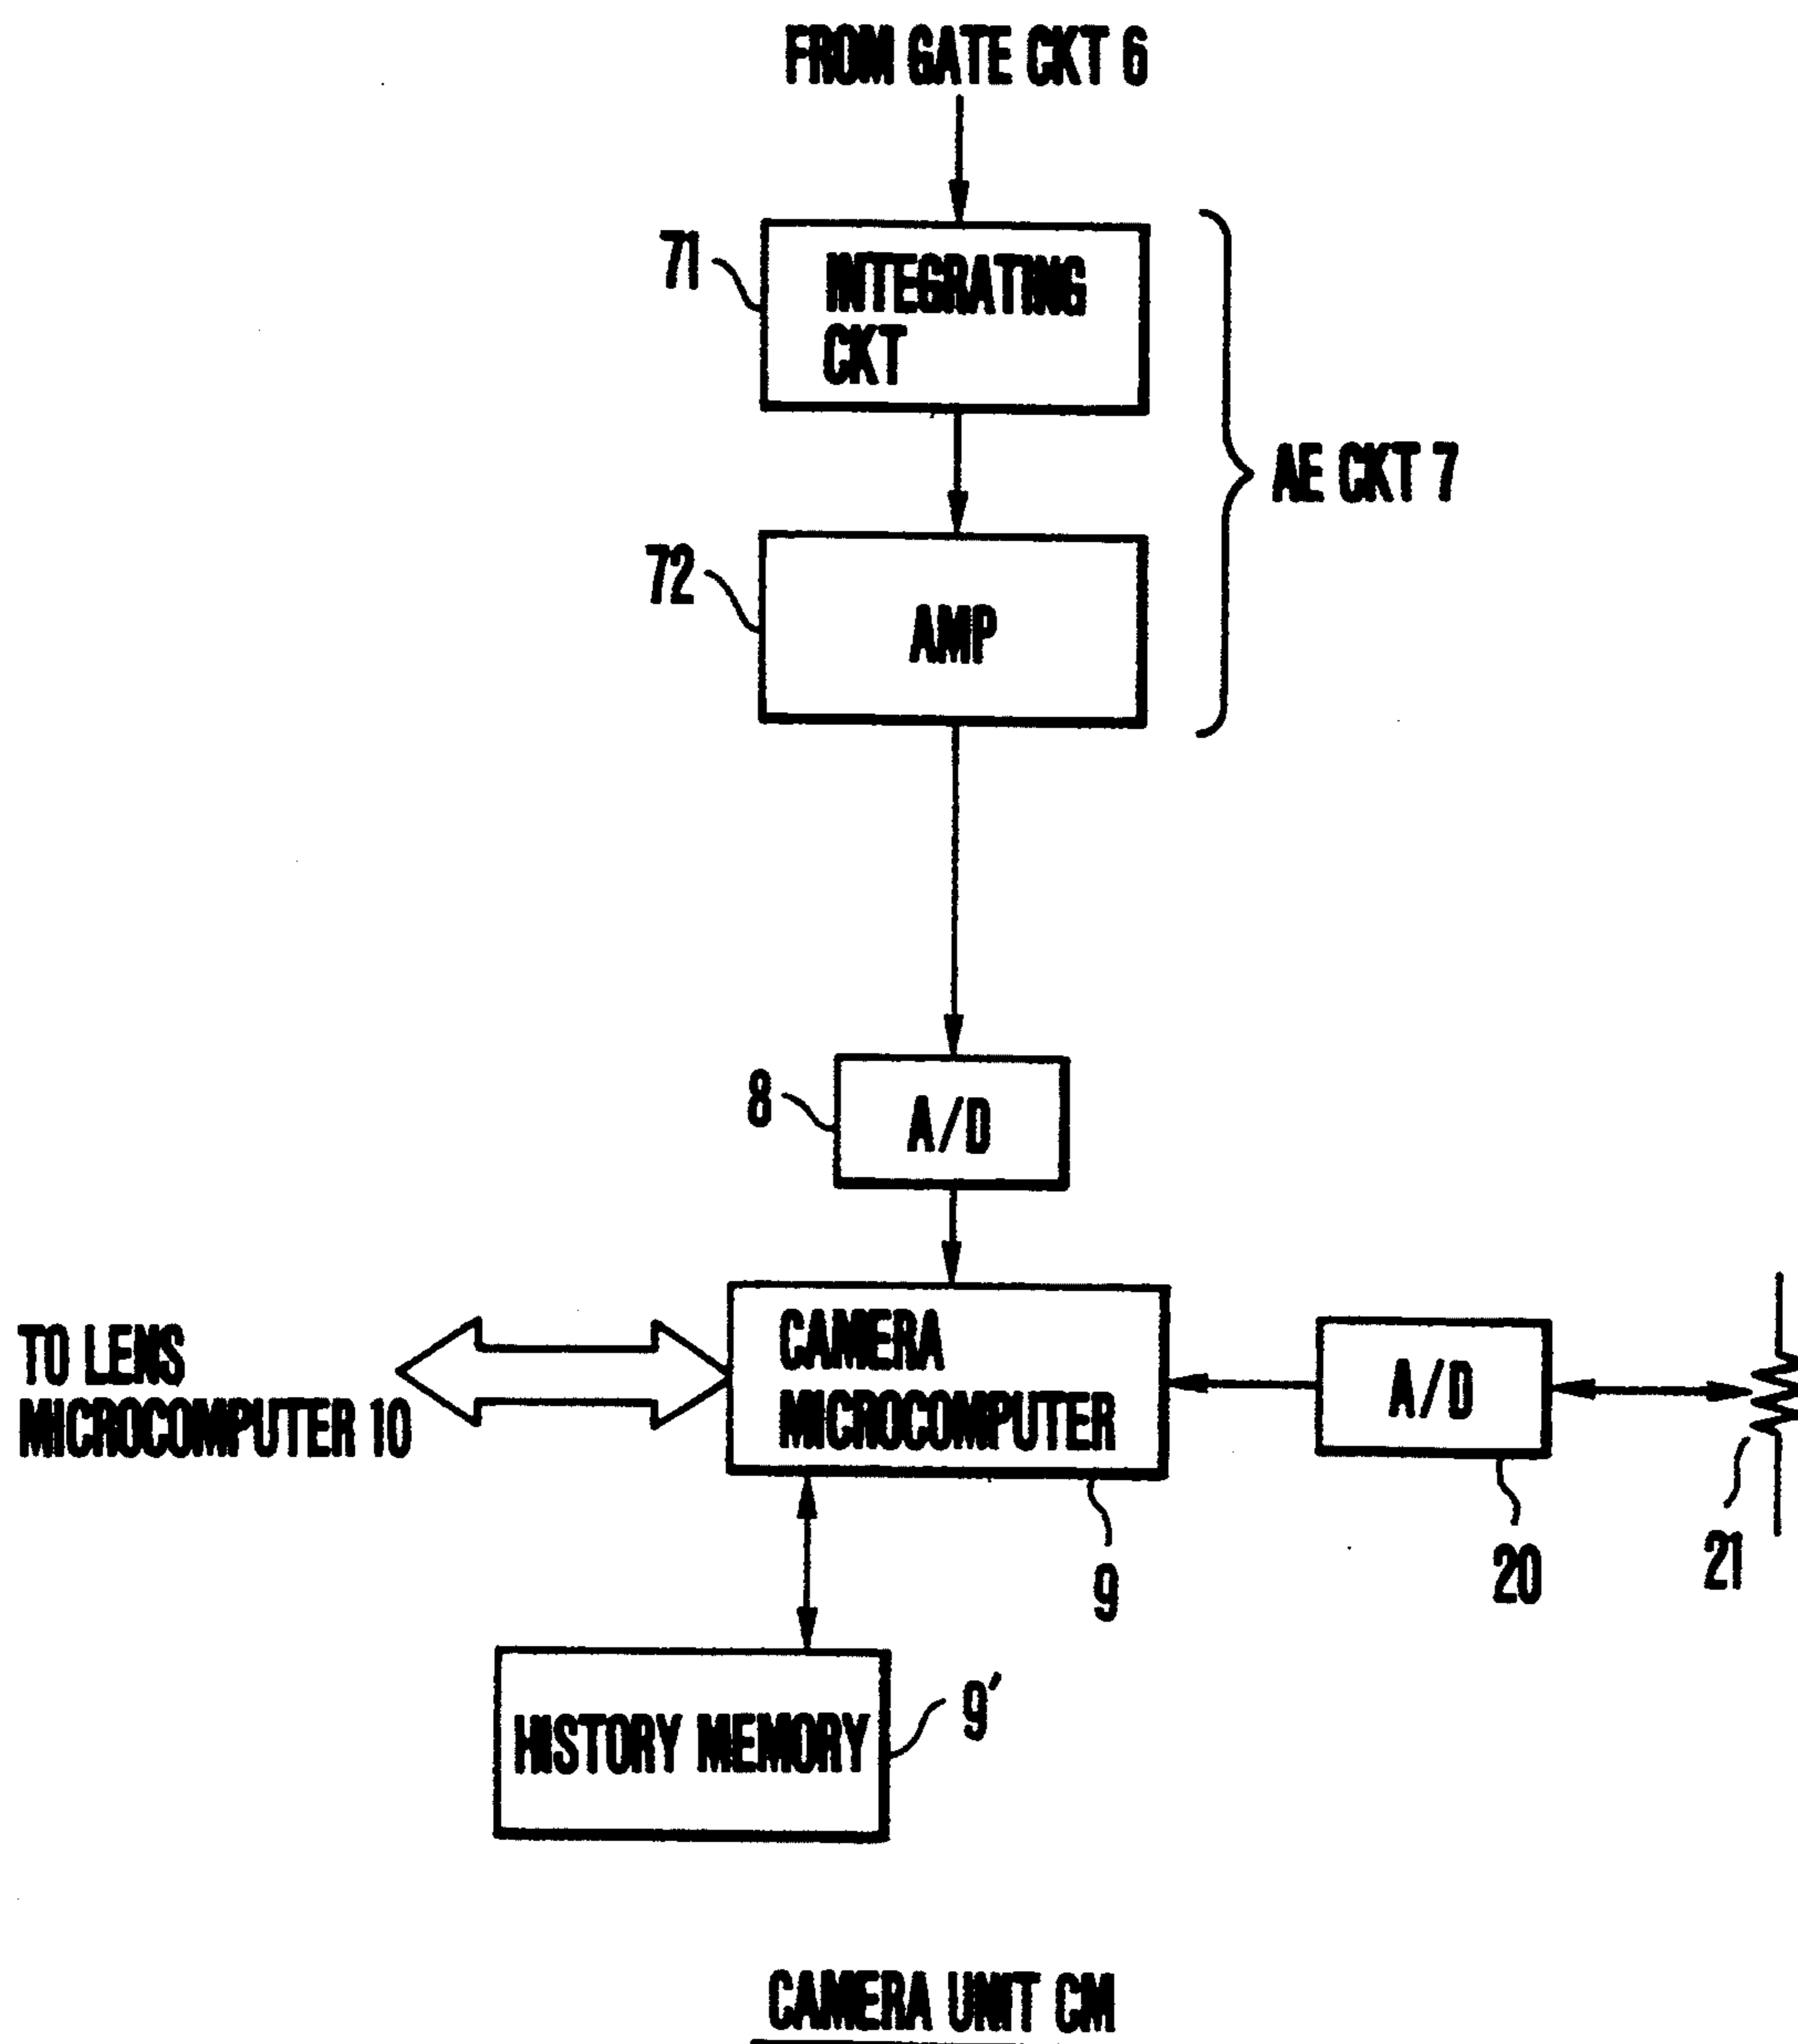 FROM GATE CKT 6
71
INTEGRATING
CKT
AE CKT 7
72
AMP
8
A/D
TO LENS
MICROCOMPUTER 10
CAMERA
MICROCOMPUTER
A/D
9
20
21
HISTORY MEMORY
9′
CAMERA UNIT CM